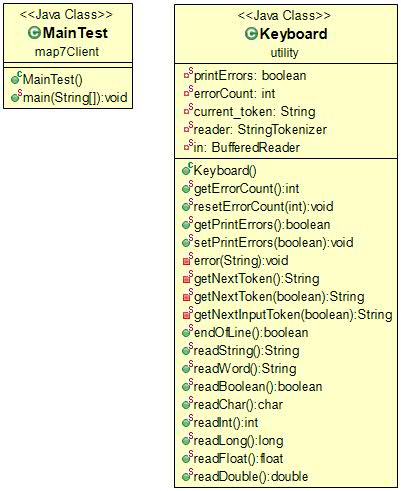 <<Java Class>>
MainTest
map7Client
MainTest()
main(String[]):void
<<Java Class>>
Keyboard
utility
printErrors: boolean
errorCount: int
current_token: String
reader: StringTokenizer
in: BufferedReader
Keyboard()
getErrorCount():int
resetErrorCount(int):void
getPrintErrors():boolean
setPrintErrors(boolean):void
error(String):void
getNextToken():String
getNextToken(boolean):String
getNextInputToken(boolean):String
endOfLine():boolean
readString():String
readWord():String
readBoolean():boolean
readChar():char
readInt():int
readLong():long
readFloat():float
readDouble():double